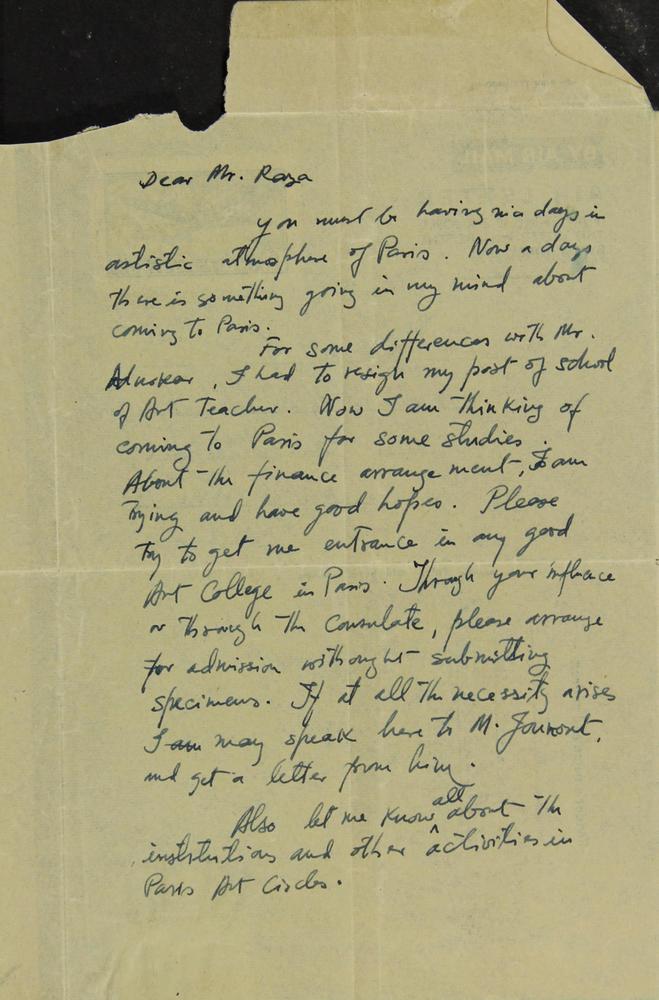 Dear Mr. Raza
you must be having nice days in
artistic atmosphere of Paris. Now a days
there is something going in my mind about
coming to Paris.
For some differences with Mr.
, I had to resign my post of school
of Art Teacher. Now I am thinking of
coming to Paris for some studies.
About the finance arrangement, I am
trying and have good hopes. Please
try to get me entrance in any good
Art College in Paris. Through your influence
or through the Consulate, please arrange
for admission without submitting
specimens. If at all the necessity arises
I am may speak here to M.
and get a letter from him.
Also let me know all about the
institutions and other activities in
Paris Art Circles.